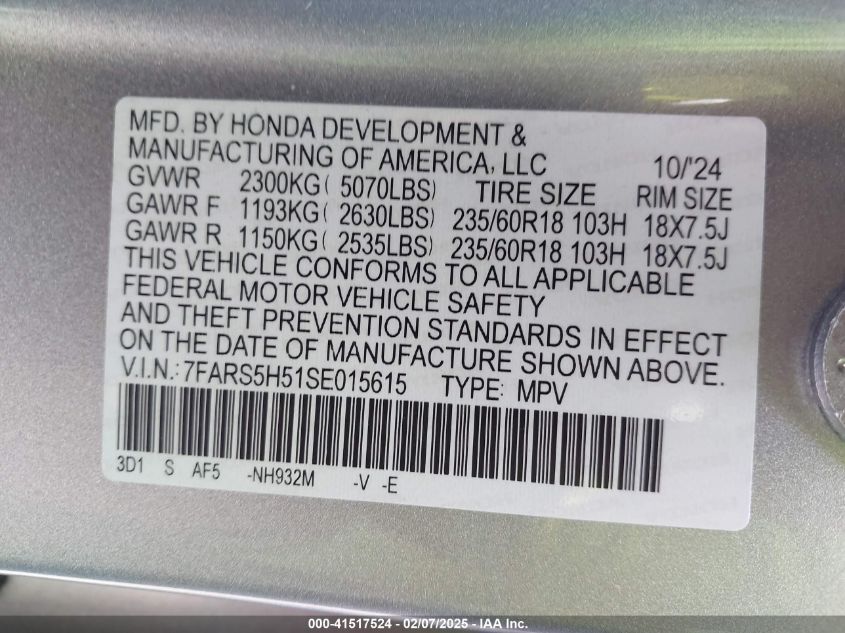 MFD. BY HONDA DEVELOPMENT &
MANUFACTURING OF AMERICA, LLC 10/'24
GVWR 2300KG( 5070LBS) TIRE SIZE RIM SIZE
GAWR F 1193KG( 2630LBS) 235/60R18 103H 18X7.5J
GAWR R 1150KG( 2535LBS) 235/60R18 103H 18X7.5J
THIS VEHICLE CONFORMS TO ALL APPLICABLE
FEDERAL MOTOR VEHICLE SAFETY
AND THEFT PREVENTION STANDARDS IN EFFECT
ON THE DATE OF MANUFACTURE SHOWN ABOVE.
V.I.N.: 7FARS5H51SE015615 TYPE: MPV
3D1 S AF5 -NH932M -V -E
000-41517524 - 02/07/2025 - IAA Inc.